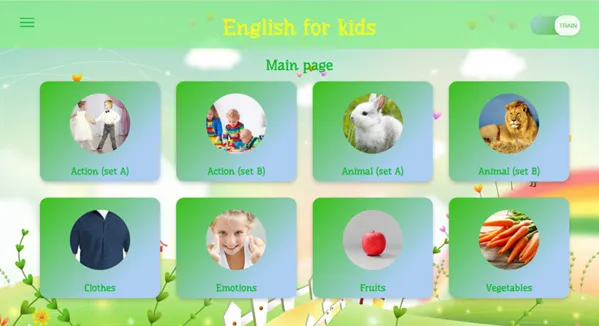 English for kids
TRAIN
Main page
Action (set A)
Action (set B)
Animal (set A)
Animal (set B)
Clothes
Emotions
Fruits
Vegetables